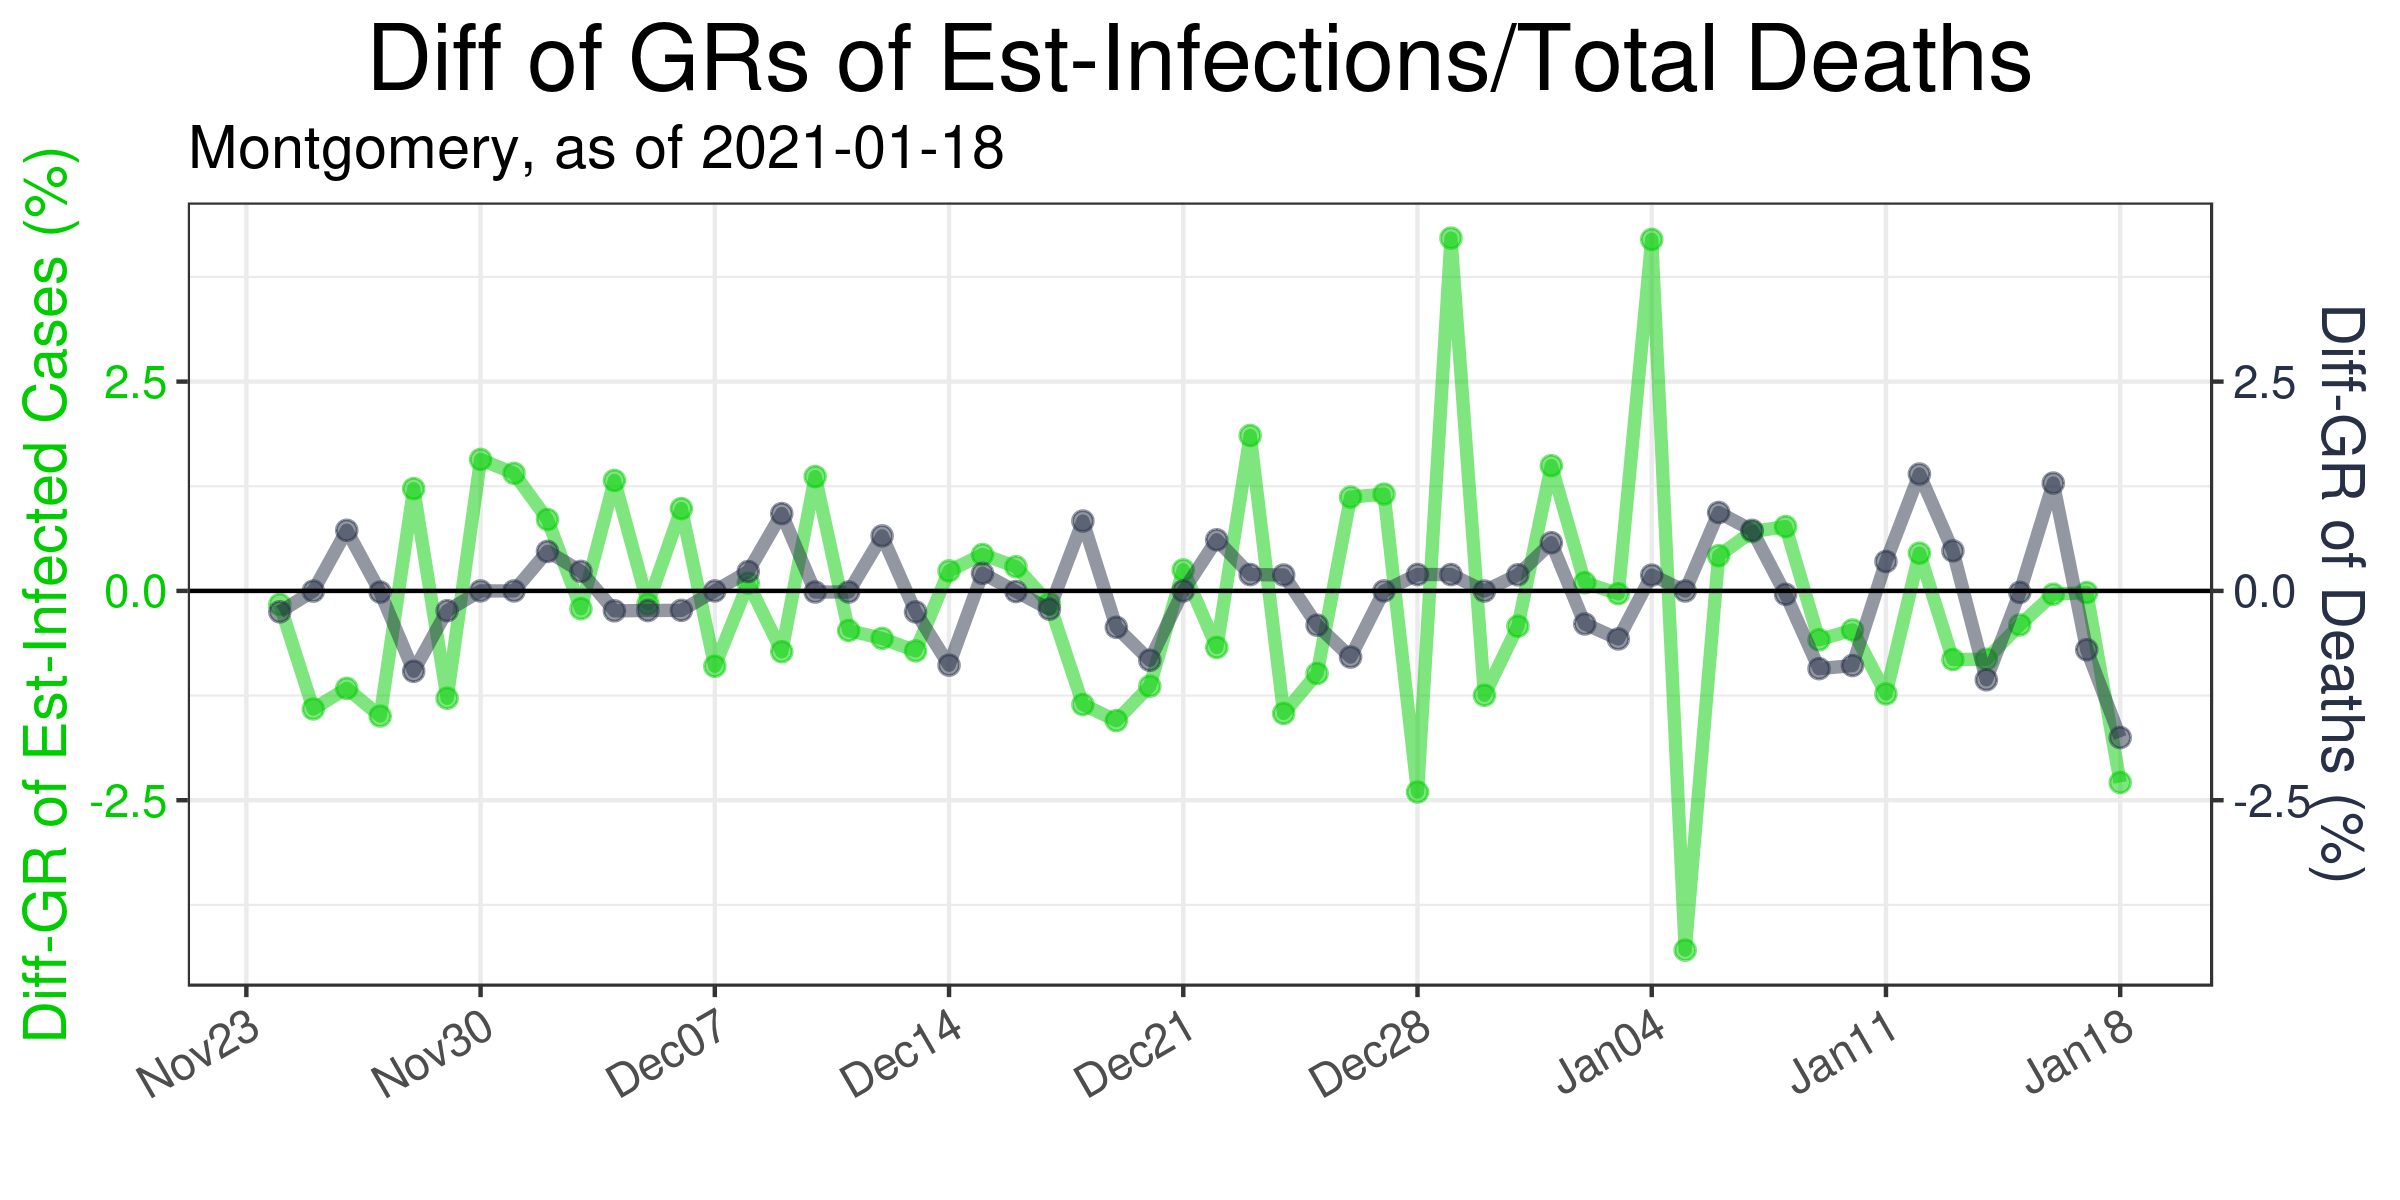 Diff of GRs of Est-Infections/Total Deaths
Montgomery, as of 2021-01-18
Diff-GR of Est-Infected Cases (%)
2.5
0.0
-2.5
2.5
0.0
-2.5
Diff-GR of Deaths (%)
Nov23
Nov30
Dec07
Dec14
Dec21
Dec28
Jan04
Jan11
Jan18